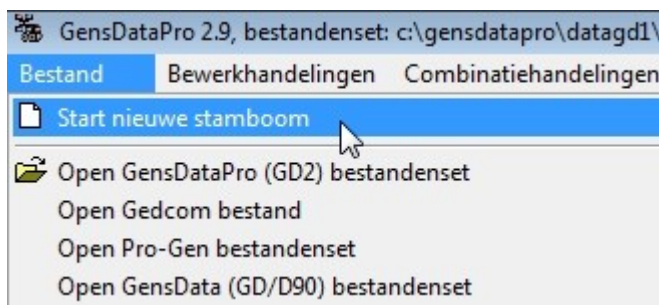 GensDataPro 2.9, bestandenset: c:\gensdatapro\datagd1\
Bestand Bewerkhandelingen Combinatiehandelingen
Start nieuwe stamboom
Open GensDataPro (GD2) bestandenset
Open Gedcom bestand
Open Pro-Gen bestandenset
Open GensData (GD/D90) bestandenset